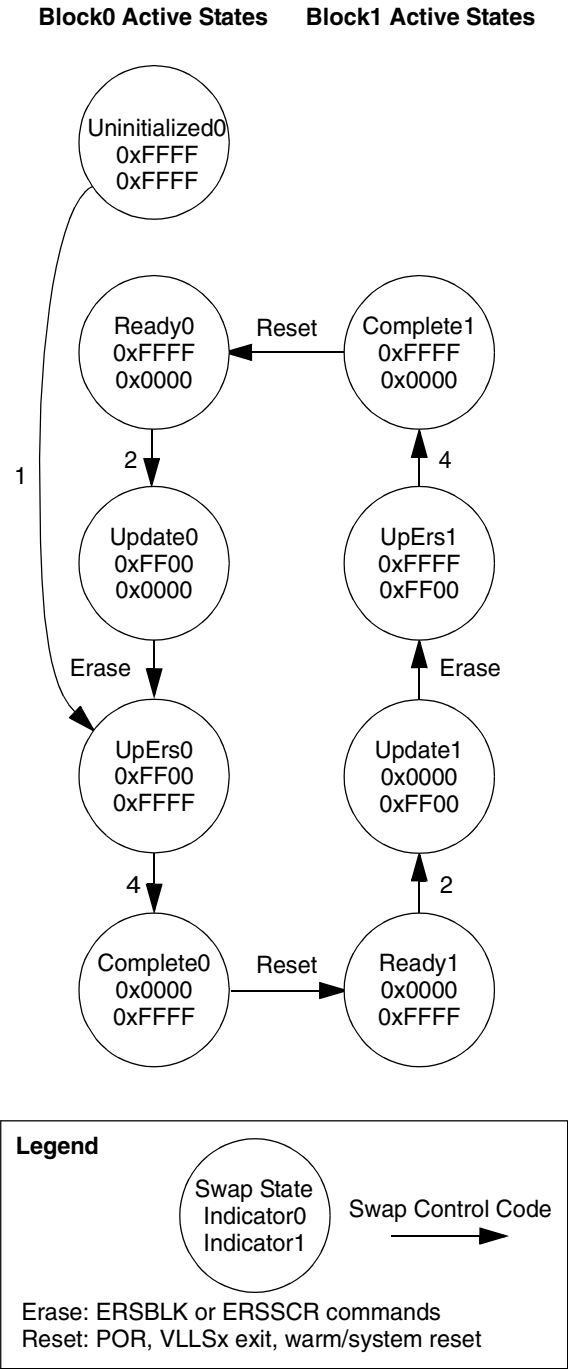 Block0 Active States
Block1 Active States
Uninitialized0
0xFFFF
0xFFFF
Ready0
0xFFFF
0x0000
Reset
Complete1
0xFFFF
0x0000
2
4
1
Update0
0xFF00
0x0000
UpErs1
0xFFFF
0xFF00
Erase
Erase
UpErs0
0xFF00
0xFFFF
Update1
0x0000
0xFF00
4
2
Complete0
0x0000
0xFFFF
Reset
Ready1
0x0000
0xFFFF
Legend
Swap State
Indicator0
Indicator1
Swap Control Code
Erase: ERSBLK or ERSSCR commands
Reset: POR, VLLSx exit, warm/system reset